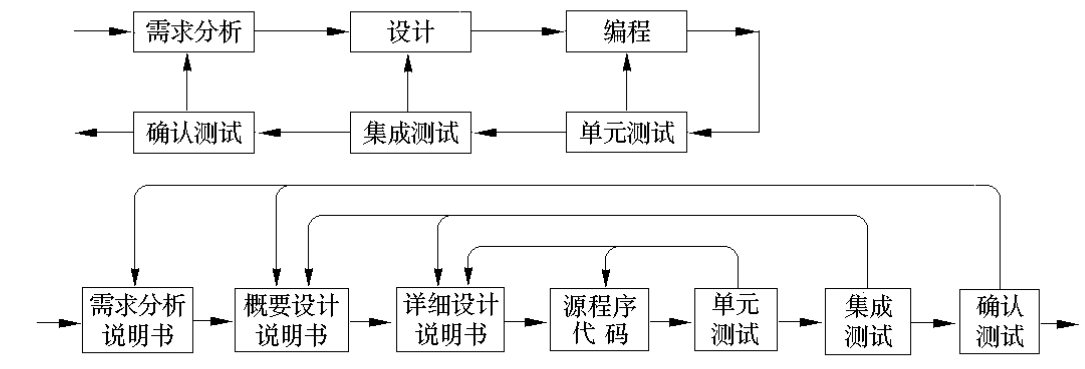 需求分析
设计
编程
确认测试
集成测试
单元测试
需求分析
说明书
概要设计
说明书
详细设计
说明书
源程序
代 码
单元
测试
集成
测试
确认
测试